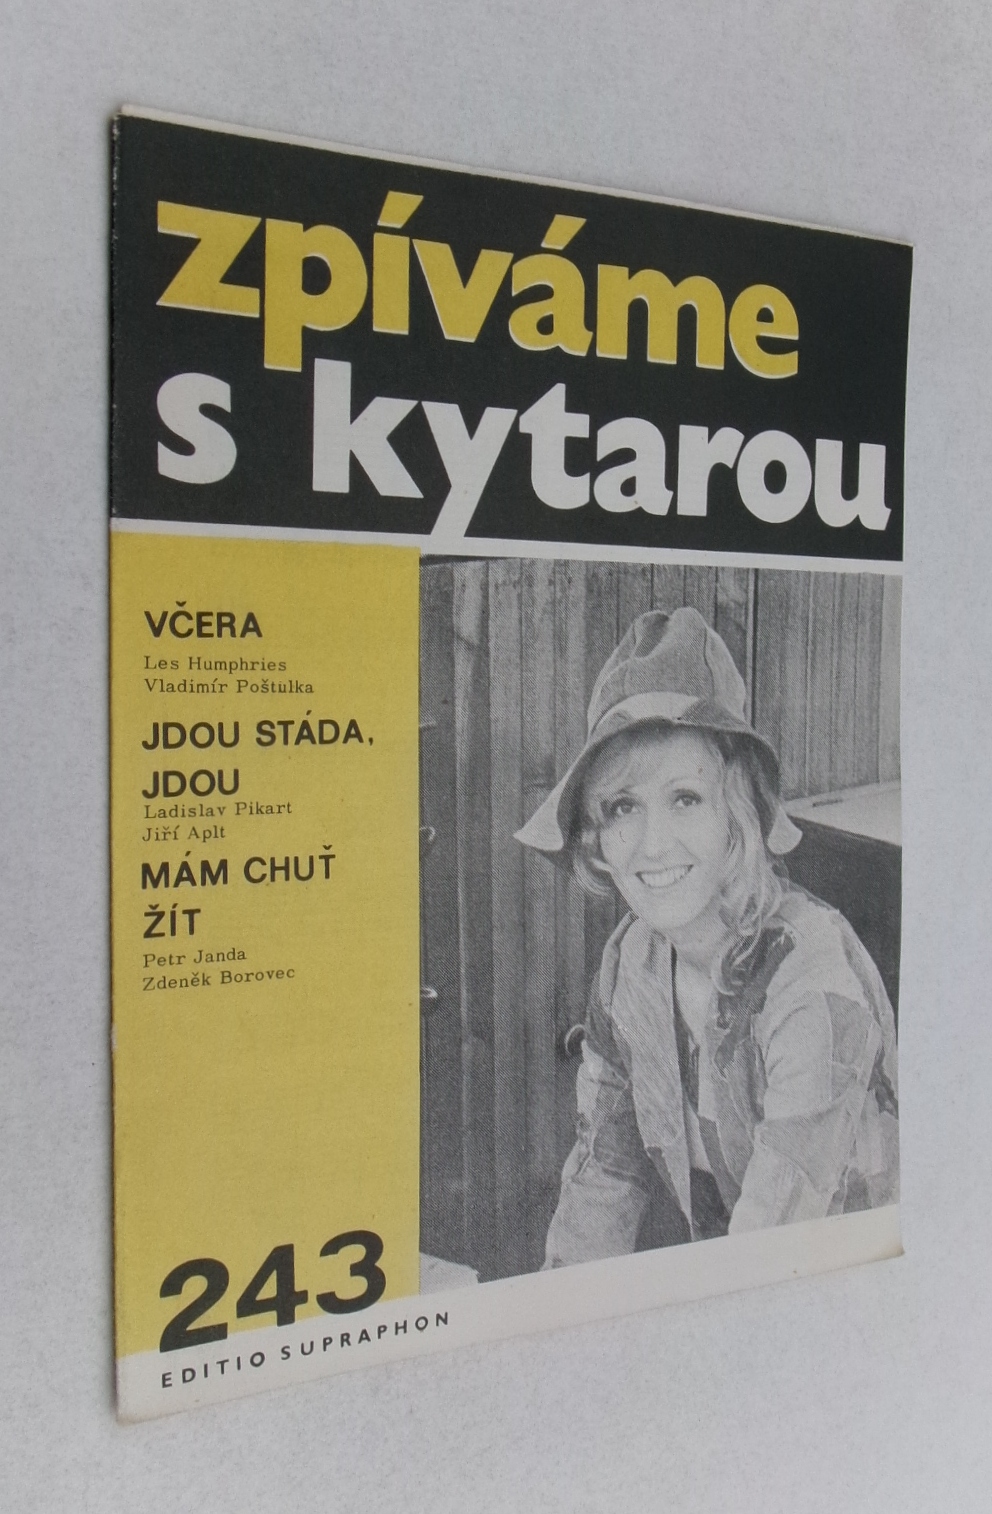 zpíváme
s kytarou
VČERA
Les Humphries
Vladimír Poštulka
JDOU STÁDA,
JDOU
Ladislav Pikart
Jiří Aplt
MÁM CHUŤ
ŽÍT
Petr Janda
Zdeněk Borovec
243
EDITIO SUPRAPHON